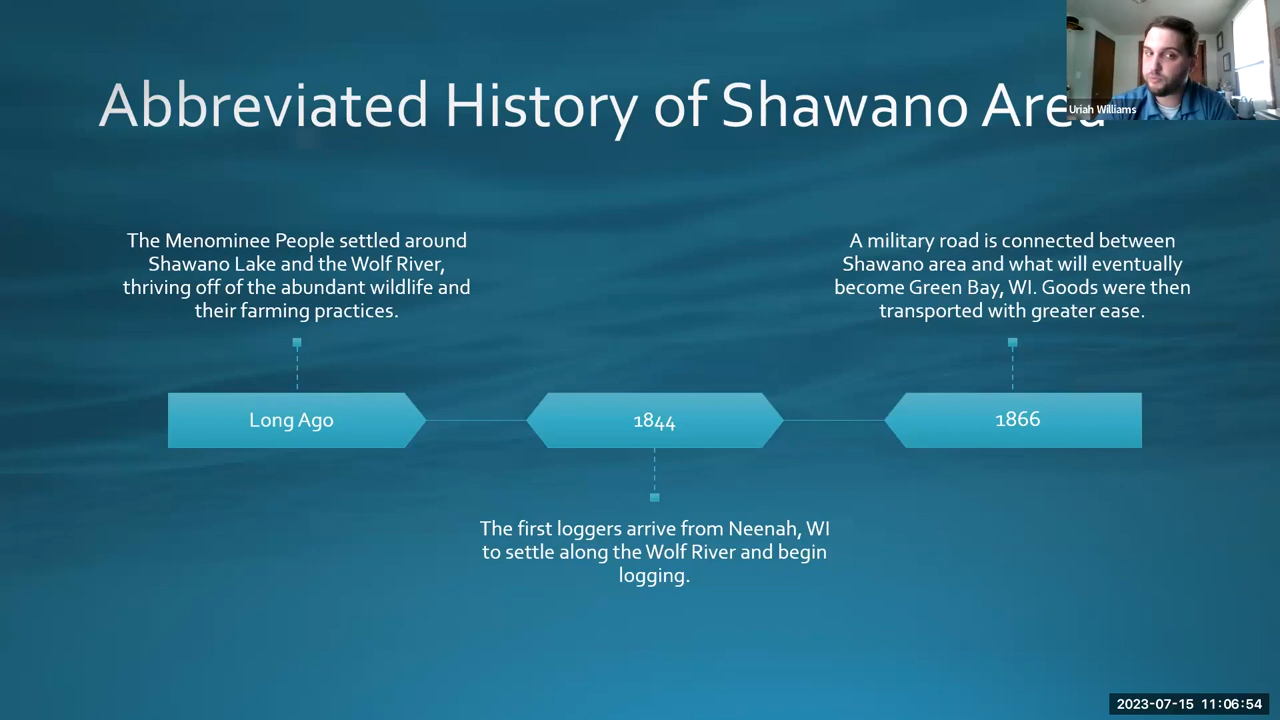 Abbreviated History of Shawano Area
Uriah Williams
The Menominee People settled around
Shawano Lake and the Wolf River,
thriving off of the abundant wildlife and
their farming practices.
A military road is connected between
Shawano area and what will eventually
become Green Bay, WI. Goods were then
transported with greater ease.
Long Ago
1844
1866
The first loggers arrive from Neenah, WI
to settle along the Wolf River and begin
logging.
2023-07-15 11:06:54